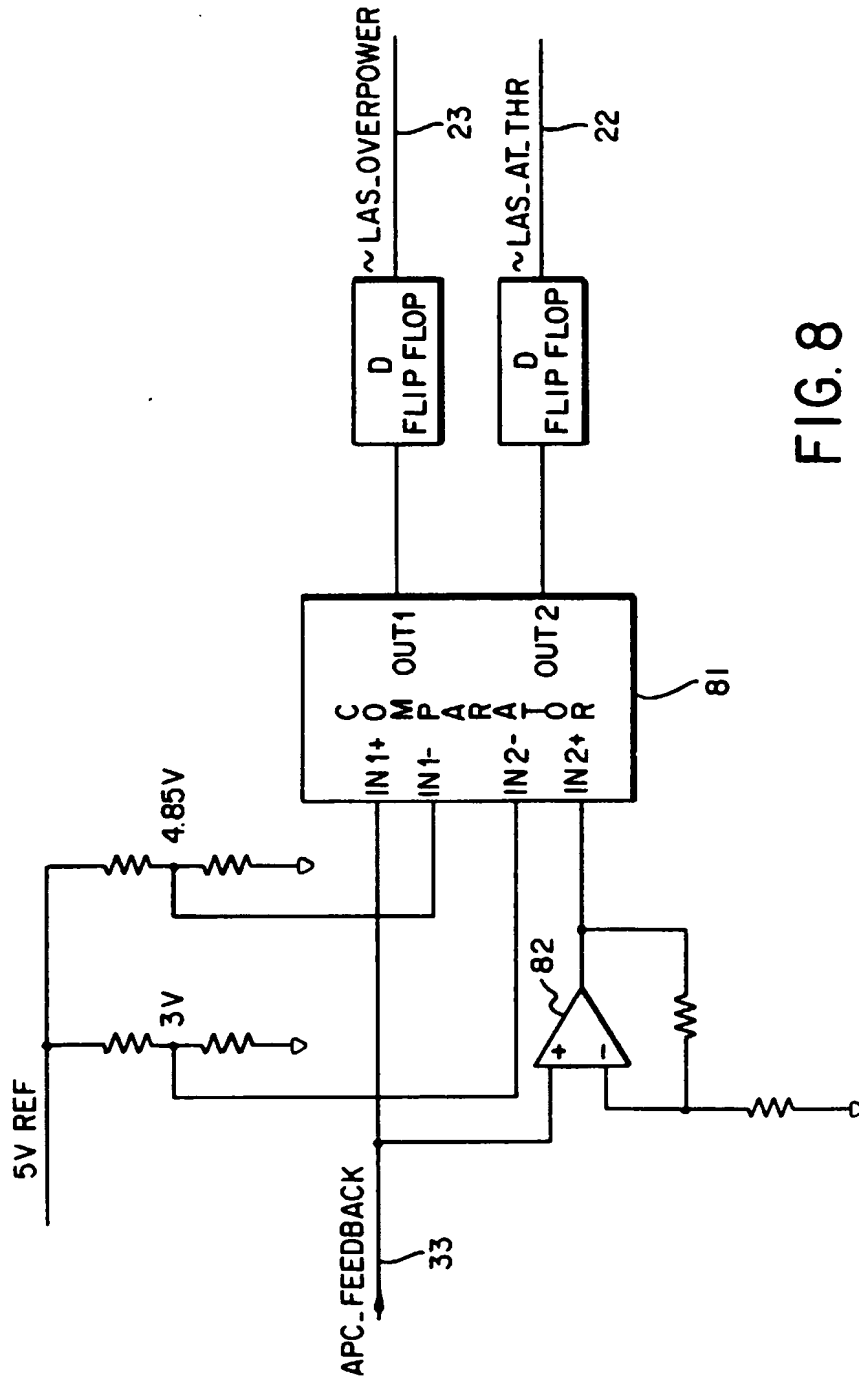 5V REF
3V
4.85V
APC_FEEDBACK
33
82
+
−
IN1+
IN1-
IN2-
IN2+
COMPARATOR
OUT1
OUT2
81
D
FLIP FLOP
D
FLIP FLOP
~LAS_OVERPOWER
23
~LAS_AT_THR
22
FIG. 8